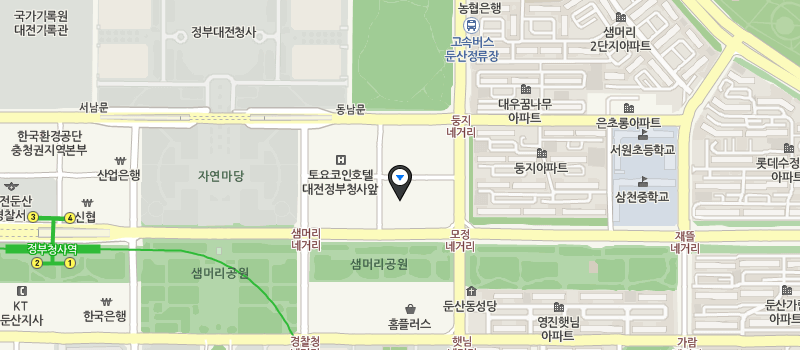 국가기록원
대전기록관
정부대전청사
농협은행
고속버스
둔산정류장
샘머리
2단지아파트
서남문
동남문
둥지
네거리
대우꿈나무
아파트
은초롱아파트
서원초등학교
한국환경공단
충청권지역본부
산업은행
자연마당
토요코인호텔
대전정부청사앞
둥지아파트
삼천중학교
롯데수정
아파트
전둔산
경찰서
3
4
신협
정부청사역
2
1
샘머리
네거리
모정
네거리
재뜰
네거리
샘머리공원
샘머리공원
KT
둔산지사
한국은행
홈플러스
둔산동성당
영진햇님
아파트
둔산가람
아파트
경찰청
네거리
햇님
네거리
가람